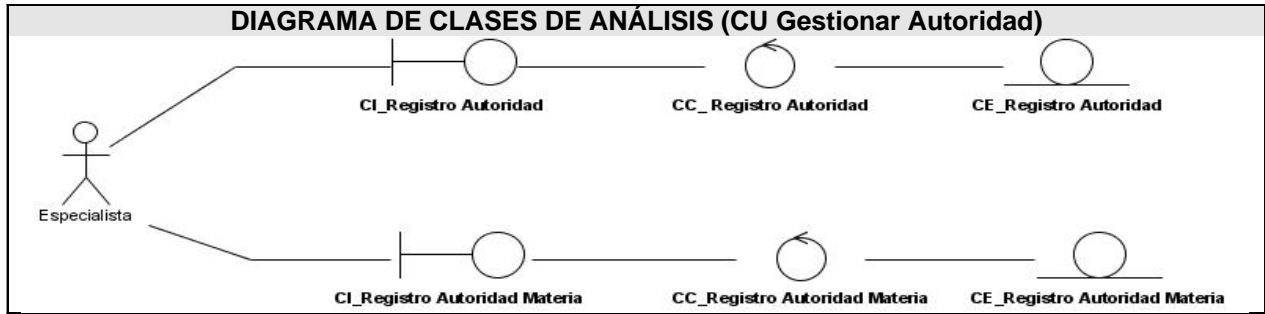 DIAGRAMA DE CLASES DE ANÁLISIS (CU Gestionar Autoridad)
CI_Registro Autoridad
CC_ Registro Autoridad
CE_Registro Autoridad
Especialista
CI_Registro Autoridad Materia
CC_Registro Autoridad Materia
CE_Registro Autoridad Materia